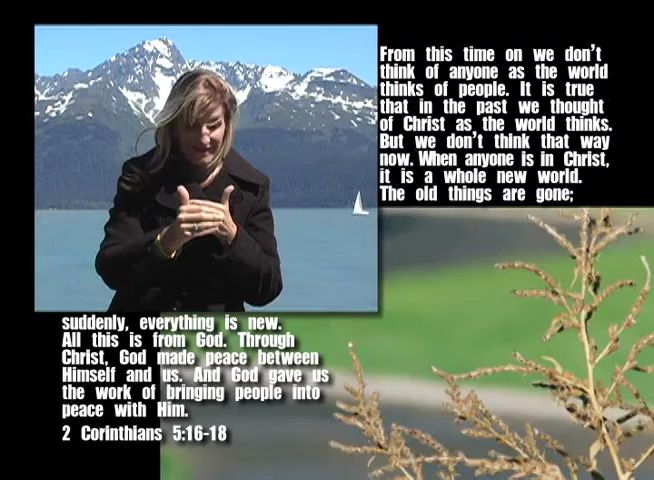 From this time on we don't
think of anyone as the world
thinks of people. It is true
that in the past we thought
of Christ as the world thinks.
But we don't think that way
now. When anyone is in Christ,
it is a whole new world.
The old things are gone;
suddenly, everything is new.
All this is from God. Through
Christ, God made peace between
Himself and us. And God gave us
the work of bringing people into
peace with Him.
2 Corinthians 5:16-18